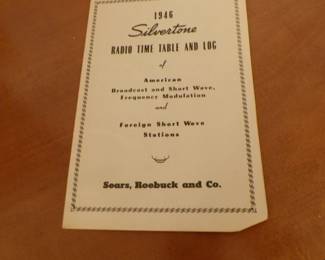 1946
Silvertone
RADIO TIME TABLE AND LOG
of
American
Broadcast and Short Wave,
Frequency Modulation
and
Foreign Short Wave
Stations
Sears, Roebuck and Co.